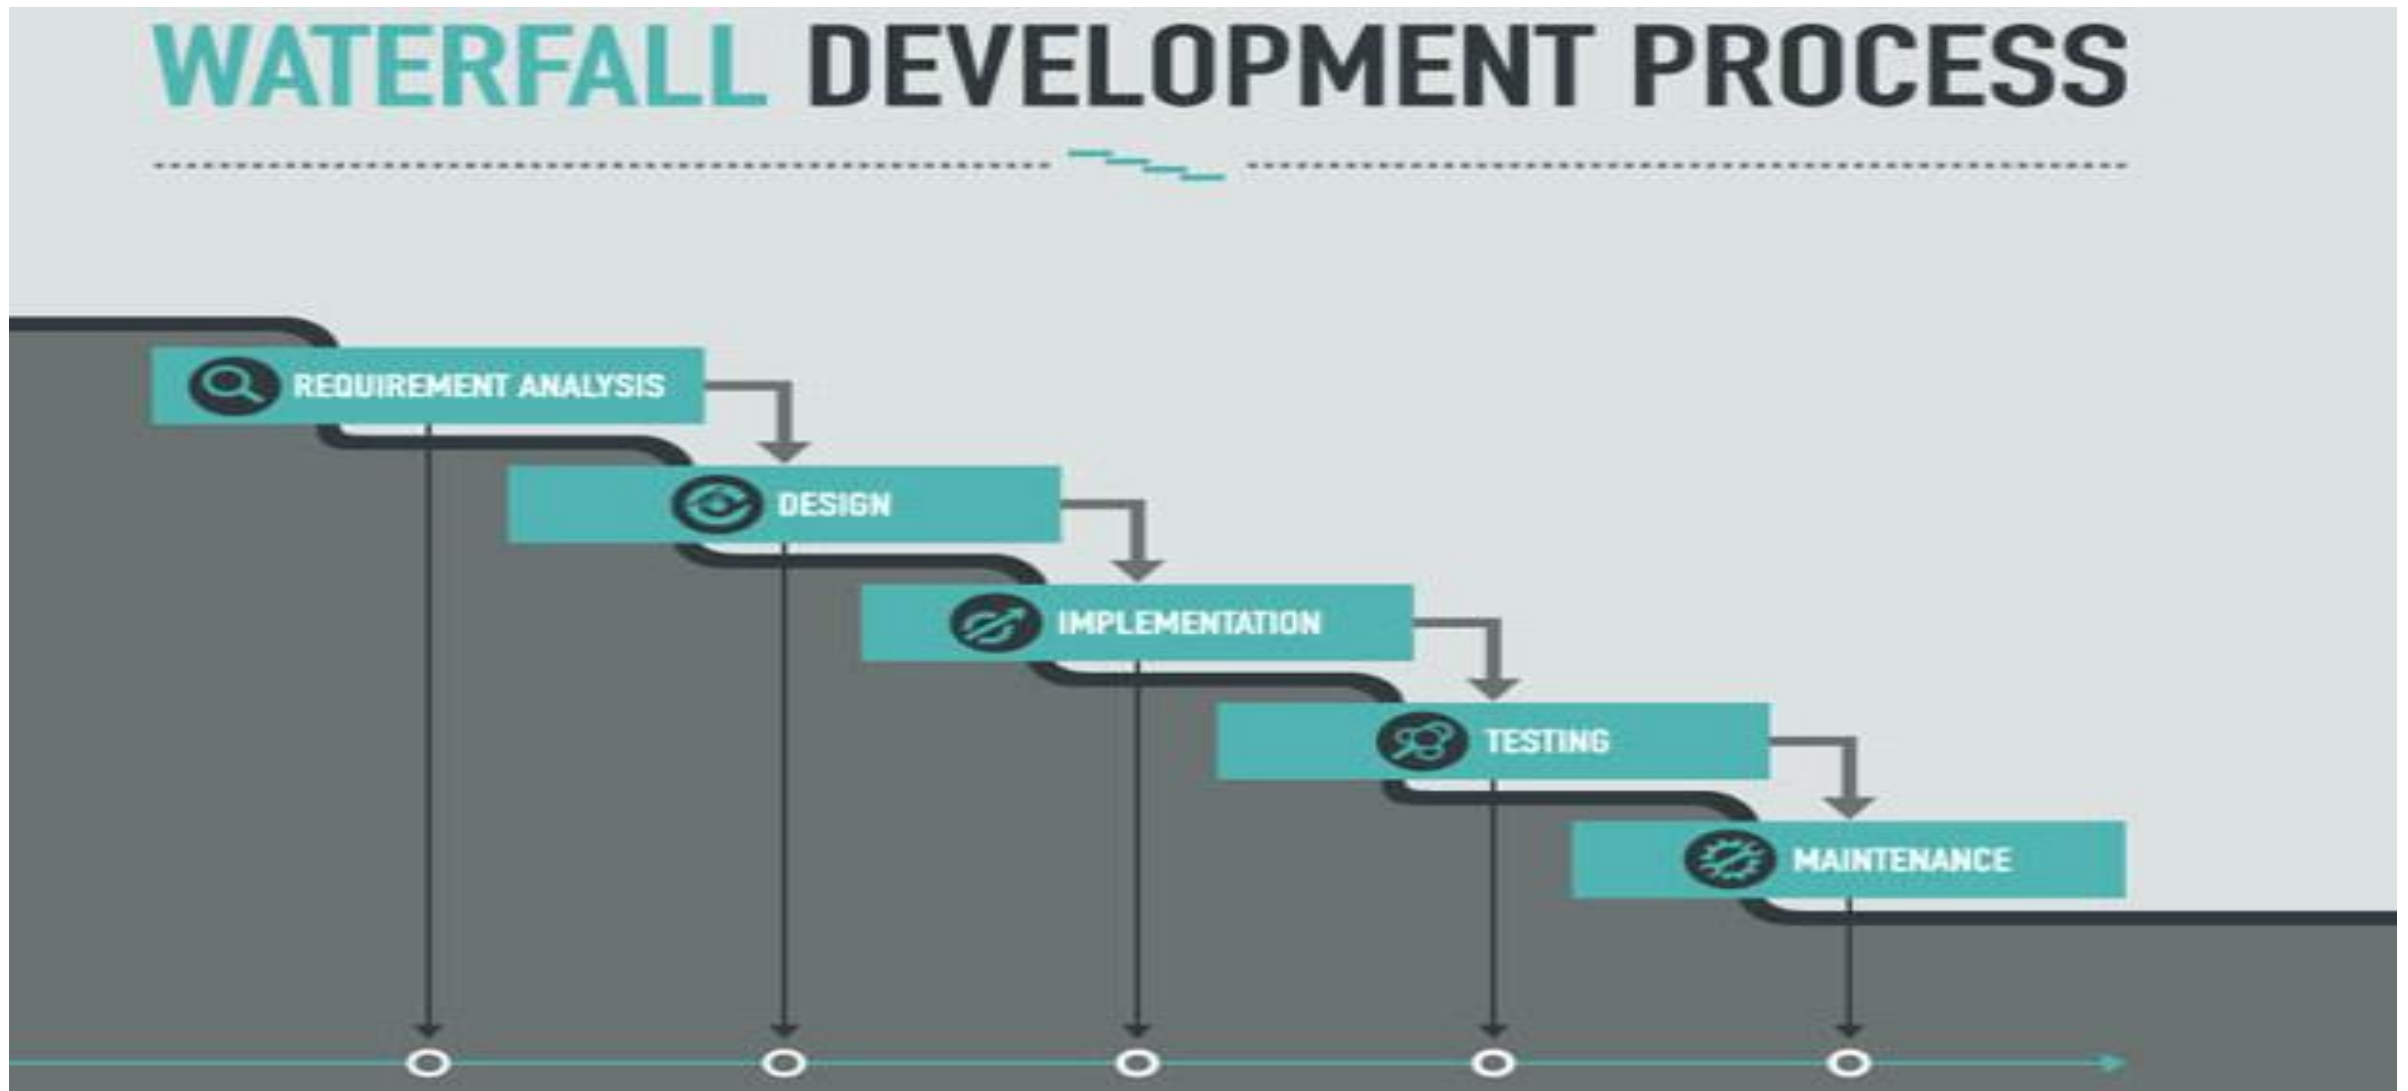 WATERFALL DEVELOPMENT PROCESS
REQUIREMENT ANALYSIS
DESIGN
IMPLEMENTATION
TESTING
MAINTENANCE